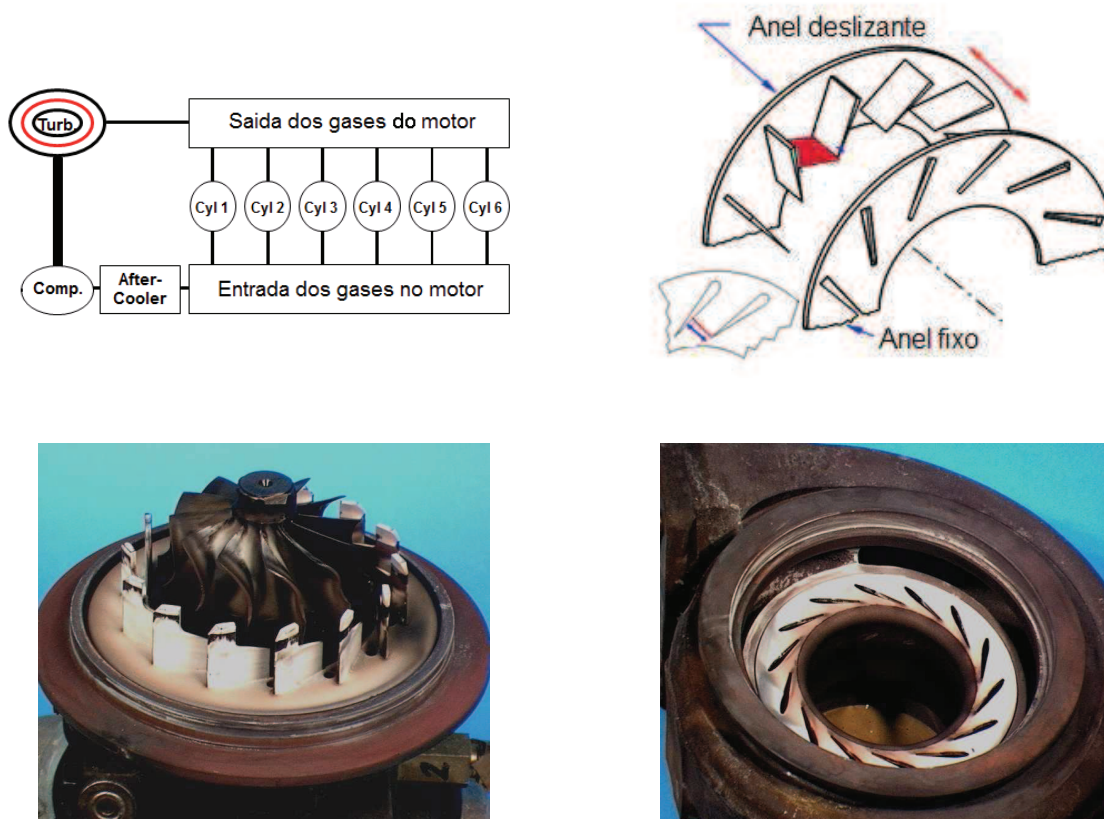 Turb.
Saida dos gases do motor
Cyl 1
Cyl 2
Cyl 3
Cyl 4
Cyl 5
Cyl 6
Comp.
After-
Cooler
Entrada dos gases no motor
Anel deslizante
Anel fixo
2